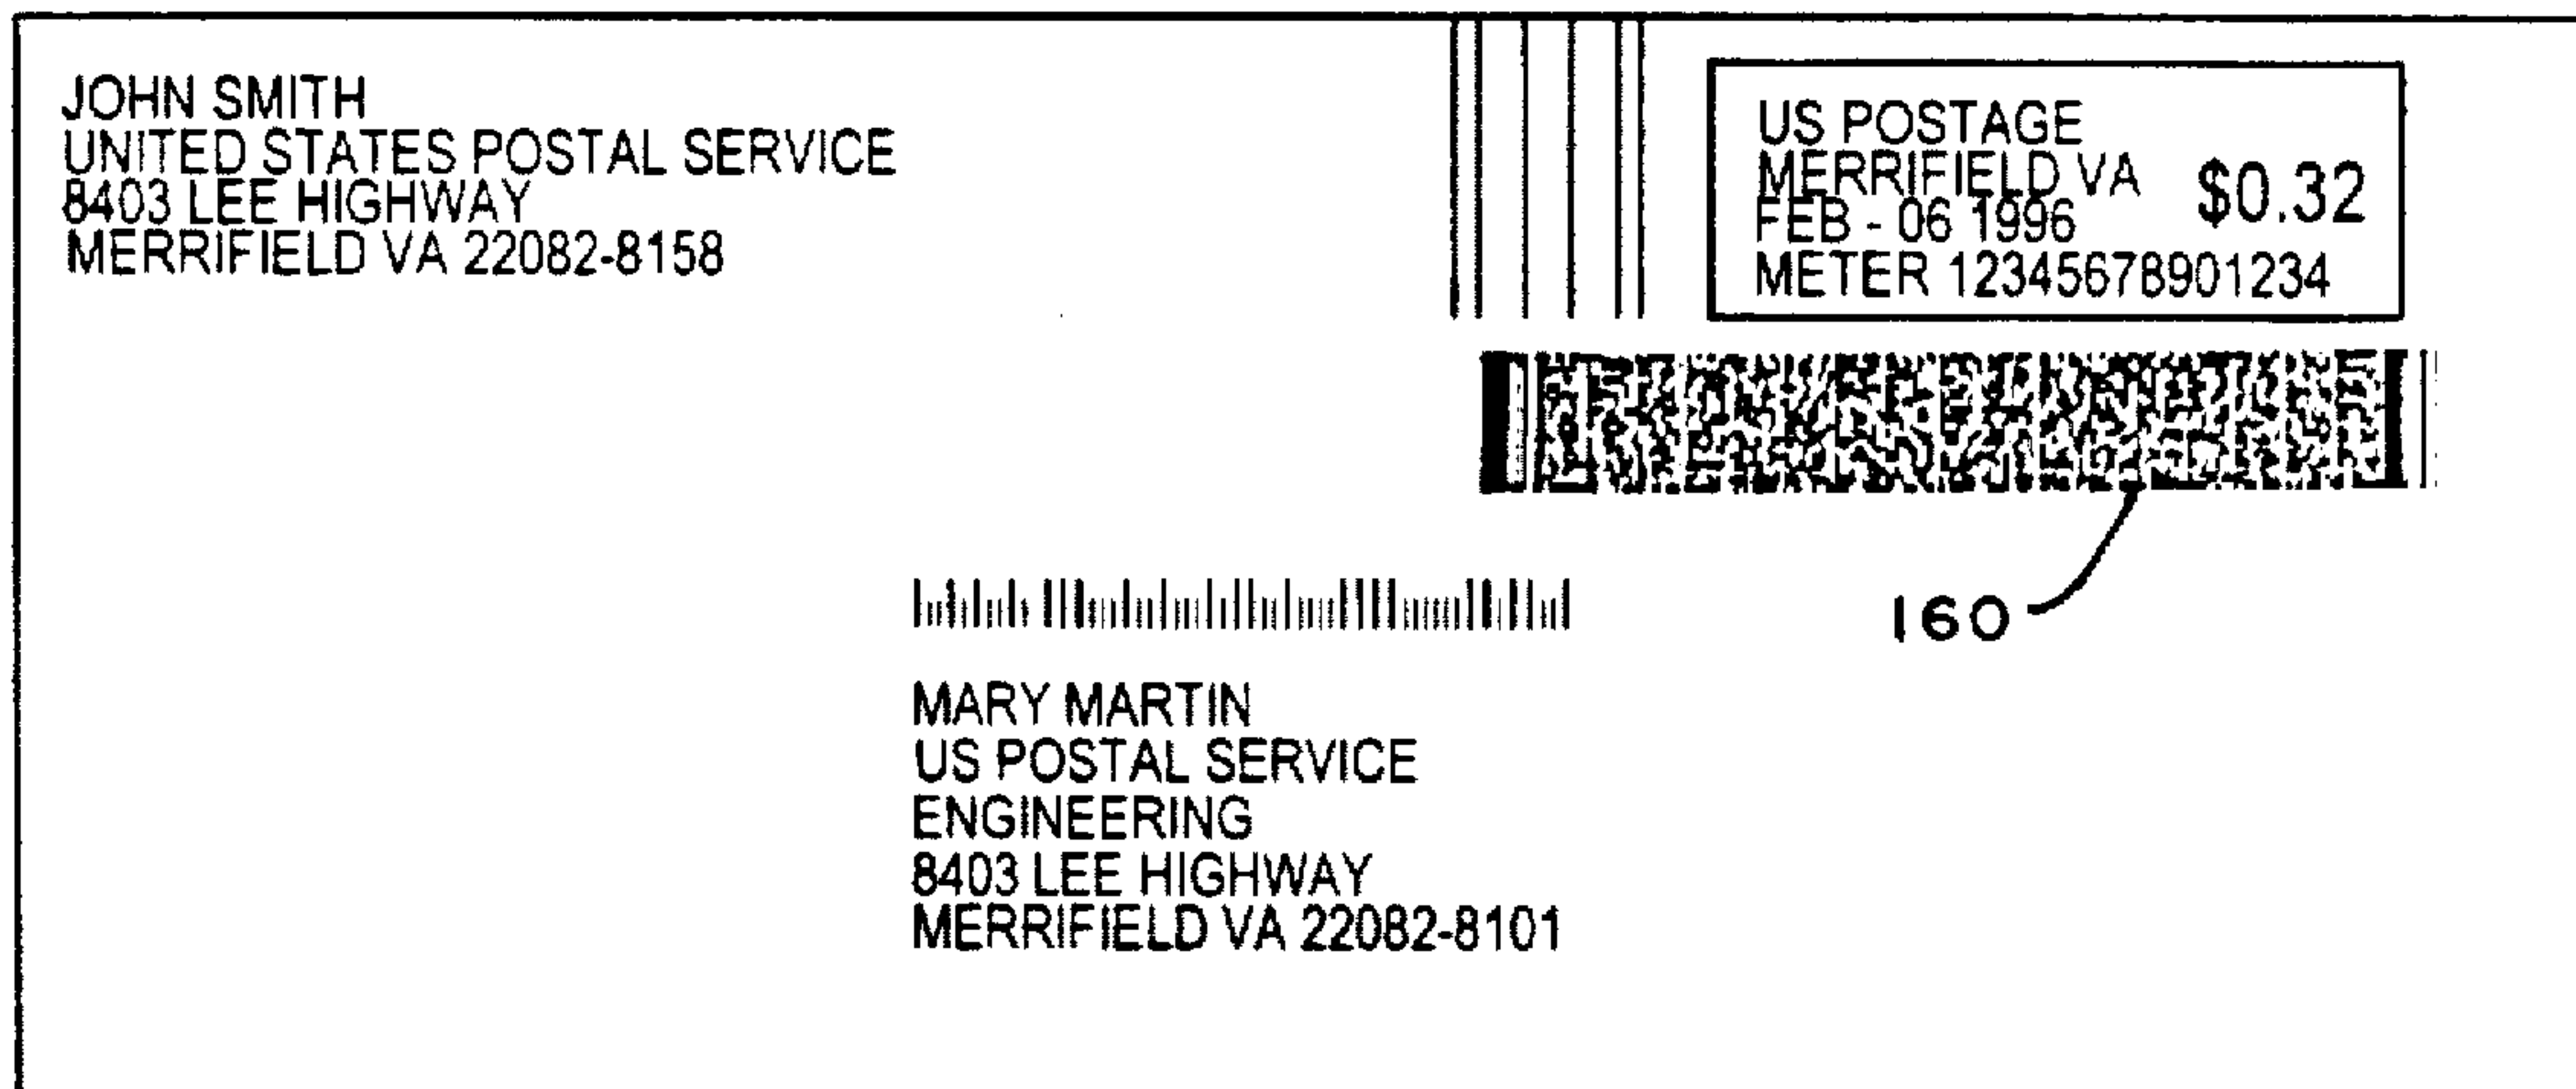 JOHN SMITH
UNITED STATES POSTAL SERVICE
8403 LEE HIGHWAY
MERRIFIELD VA 22082-8158
US POSTAGE
MERRIFIELD VA
FEB - 06 1996
$0.32
METER 12345678901234
160
MARY MARTIN
US POSTAL SERVICE
ENGINEERING
8403 LEE HIGHWAY
MERRIFIELD VA 22082-8101